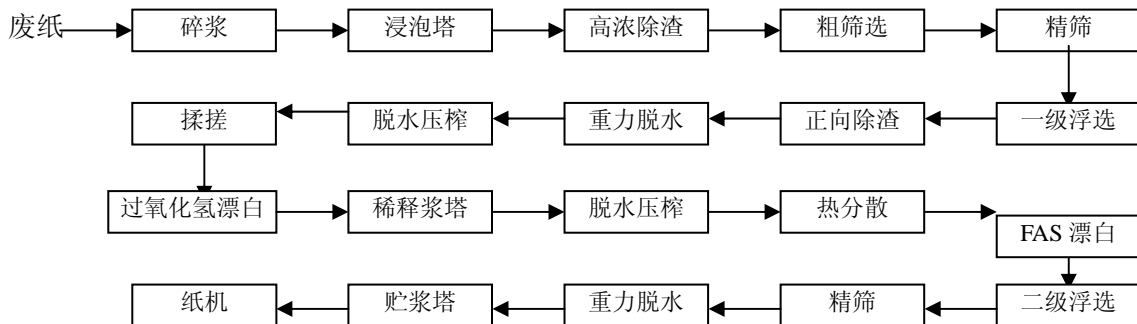 废纸 碎浆 浸泡塔 高浓除渣 粗筛选 精筛
揉搓 脱水压榨 重力脱水 正向除渣 一级浮选
过氧化氢漂白 稀释浆塔 脱水压榨 热分散 FAS 漂白
纸机 贮浆塔 重力脱水 精筛 二级浮选